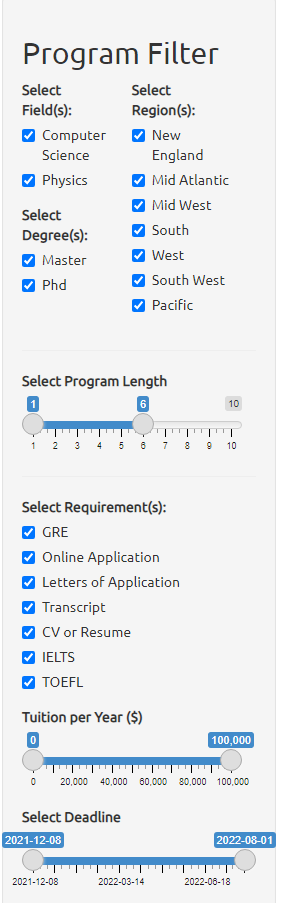 Program Filter
Select
Field(s):
Computer
Science
Physics
Select
Degree(s):
Master
Phd
Select
Region(s):
New
England
Mid Atlantic
Mid West
South
West
South West
Pacific
Select Program Length
1 6 10
1 2 3 4 5 6 7 8 9 10
Select Requirement(s):
GRE
Online Application
Letters of Application
Transcript
CV or Resume
IELTS
TOEFL
Tuition per Year ($)
0 100,000
0 20,000 40,000 60,000 80,000 100,000
Select Deadline
2021-12-08 2022-08-01
2021-12-08 2022-03-14 2022-06-18